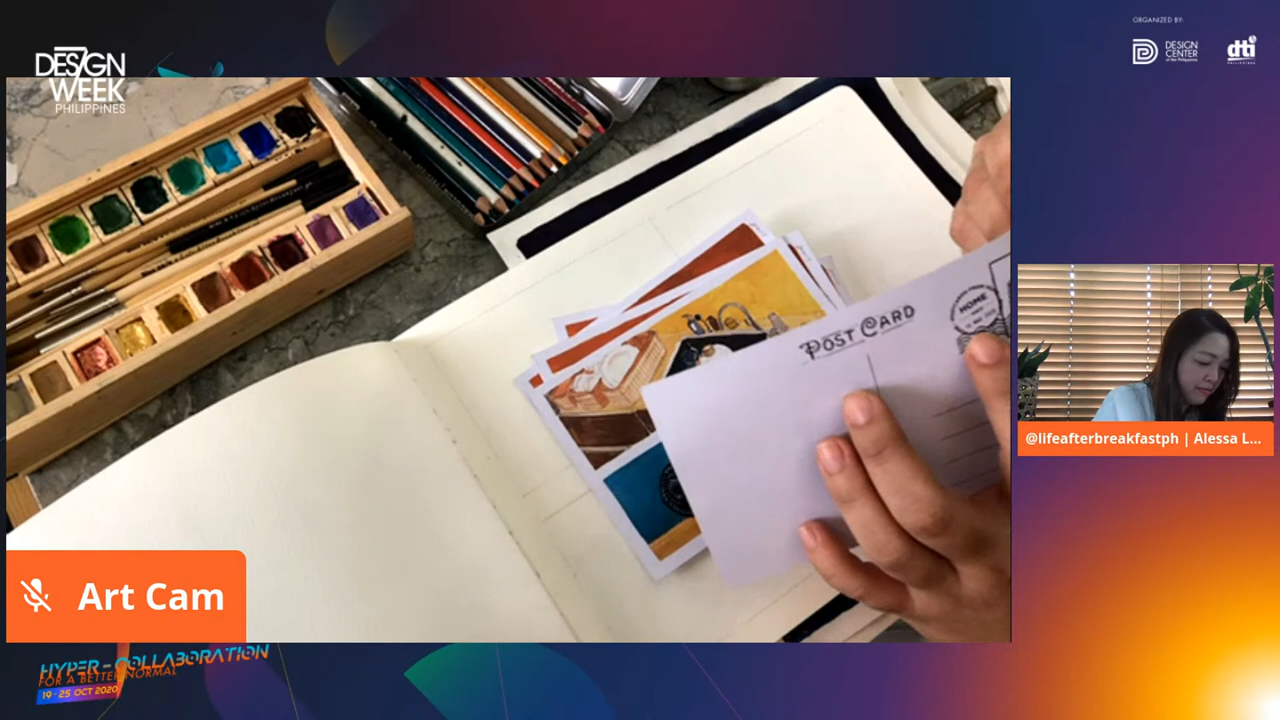 DESIGN
WEEK
PHILIPPINES
ORGANIZED BY:
DESIGN
CENTER
of the Philippines
dti
PHILIPPINES
POST CARD
HOME
@lifeafterbreakfastph | Alessa L...
Art Cam
HYPER-COLLABORATION
FOR A BETTER NORMAL
19-25 OCT 2020